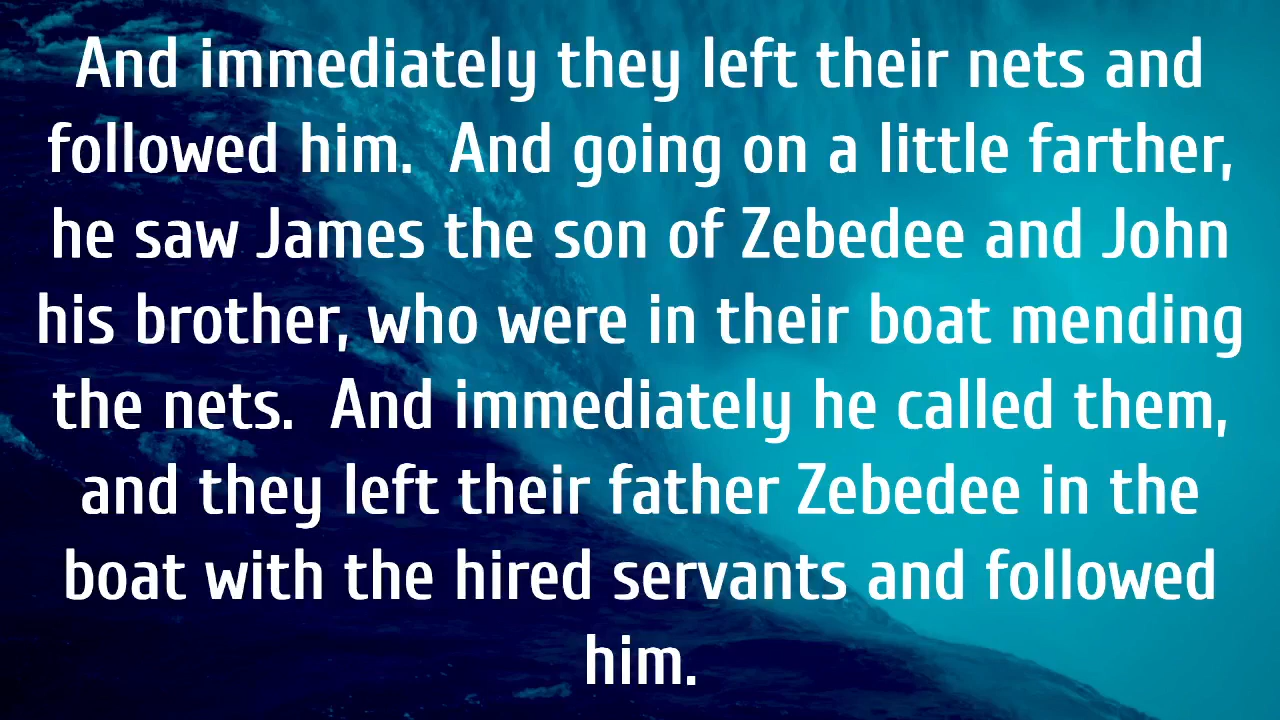 And immediately they left their nets and
followed him.  And going on a little farther,
he saw James the son of Zebedee and John
his brother, who were in their boat mending
the nets.  And immediately he called them,
and they left their father Zebedee in the
boat with the hired servants and followed
him.